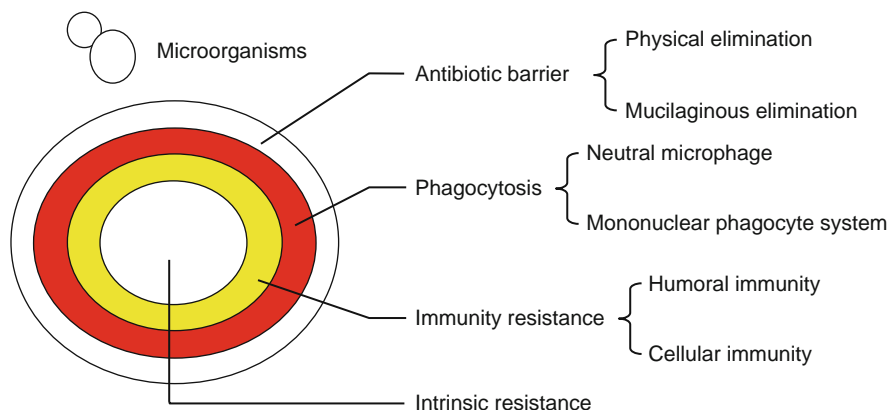 Microorganisms
Antibiotic barrier
Physical elimination
Mucilaginous elimination
Phagocytosis
Neutral microphage
Mononuclear phagocyte system
Immunity resistance
Humoral immunity
Cellular immunity
Intrinsic resistance